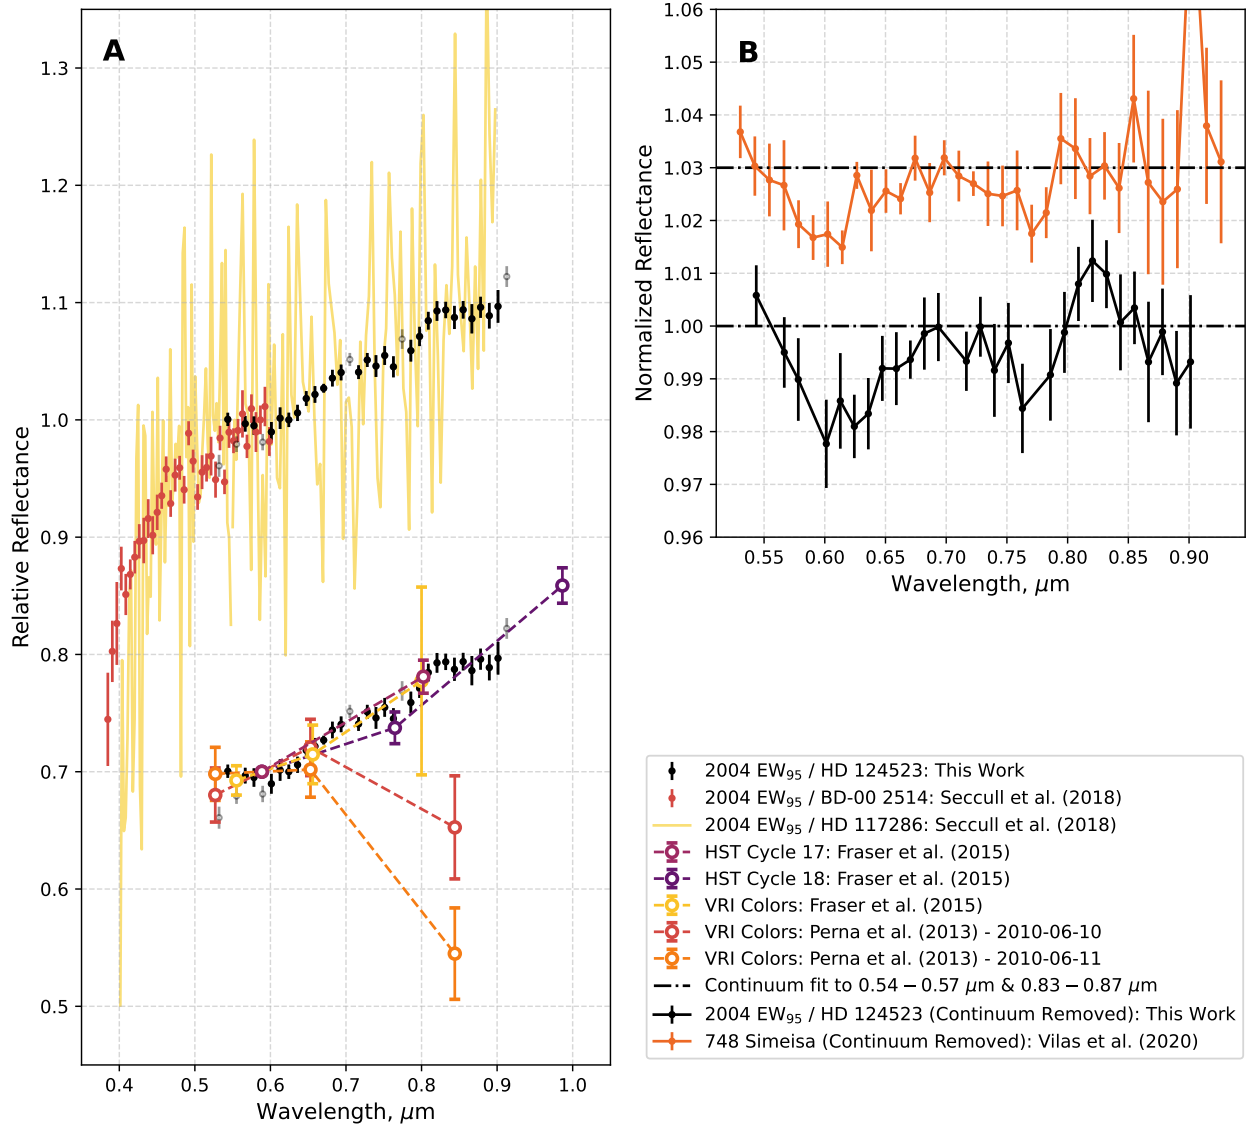 A
1.3
1.2
1.1
1.0
0.9
0.8
0.7
0.6
0.5
Relative Reflectance
0.4 0.5 0.6 0.7 0.8 0.9 1.0
Wavelength, μm
B
1.06
1.05
1.04
1.03
1.02
1.01
1.00
0.99
0.98
0.97
0.96
Normalized Reflectance
0.55 0.60 0.65 0.70 0.75 0.80 0.85 0.90
Wavelength, μm
2004 EW₉₅ / HD 124523: This Work
2004 EW₉₅ / BD-00 2514: Seccull et al. (2018)
2004 EW₉₅ / HD 117286: Seccull et al. (2018)
HST Cycle 17: Fraser et al. (2015)
HST Cycle 18: Fraser et al. (2015)
VRI Colors: Fraser et al. (2015)
VRI Colors: Perna et al. (2013) - 2010-06-10
VRI Colors: Perna et al. (2013) - 2010-06-11
Continuum fit to 0.54 − 0.57 μm & 0.83 − 0.87 μm
2004 EW₉₅ / HD 124523 (Continuum Removed): This Work
748 Simeisa (Continuum Removed): Vilas et al. (2020)